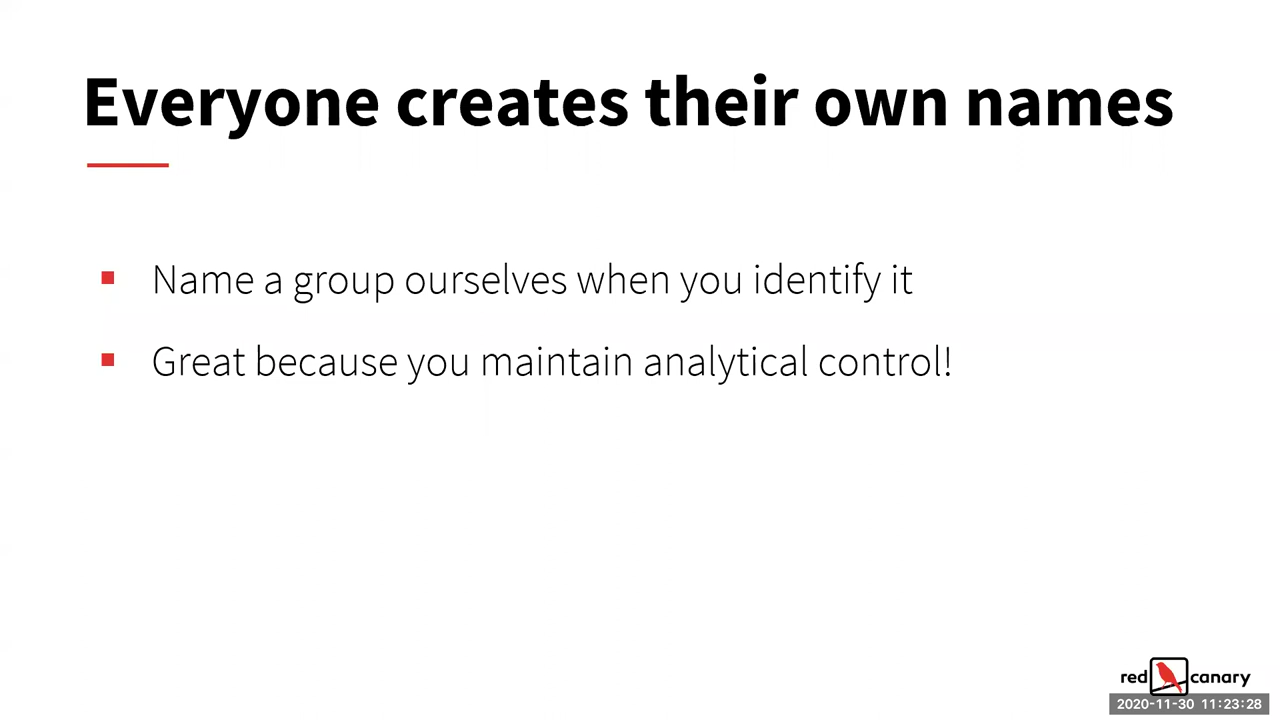 Everyone creates their own names
Name a group ourselves when you identify it
Great because you maintain analytical control!
red canary
2020-11-30 11:23:28